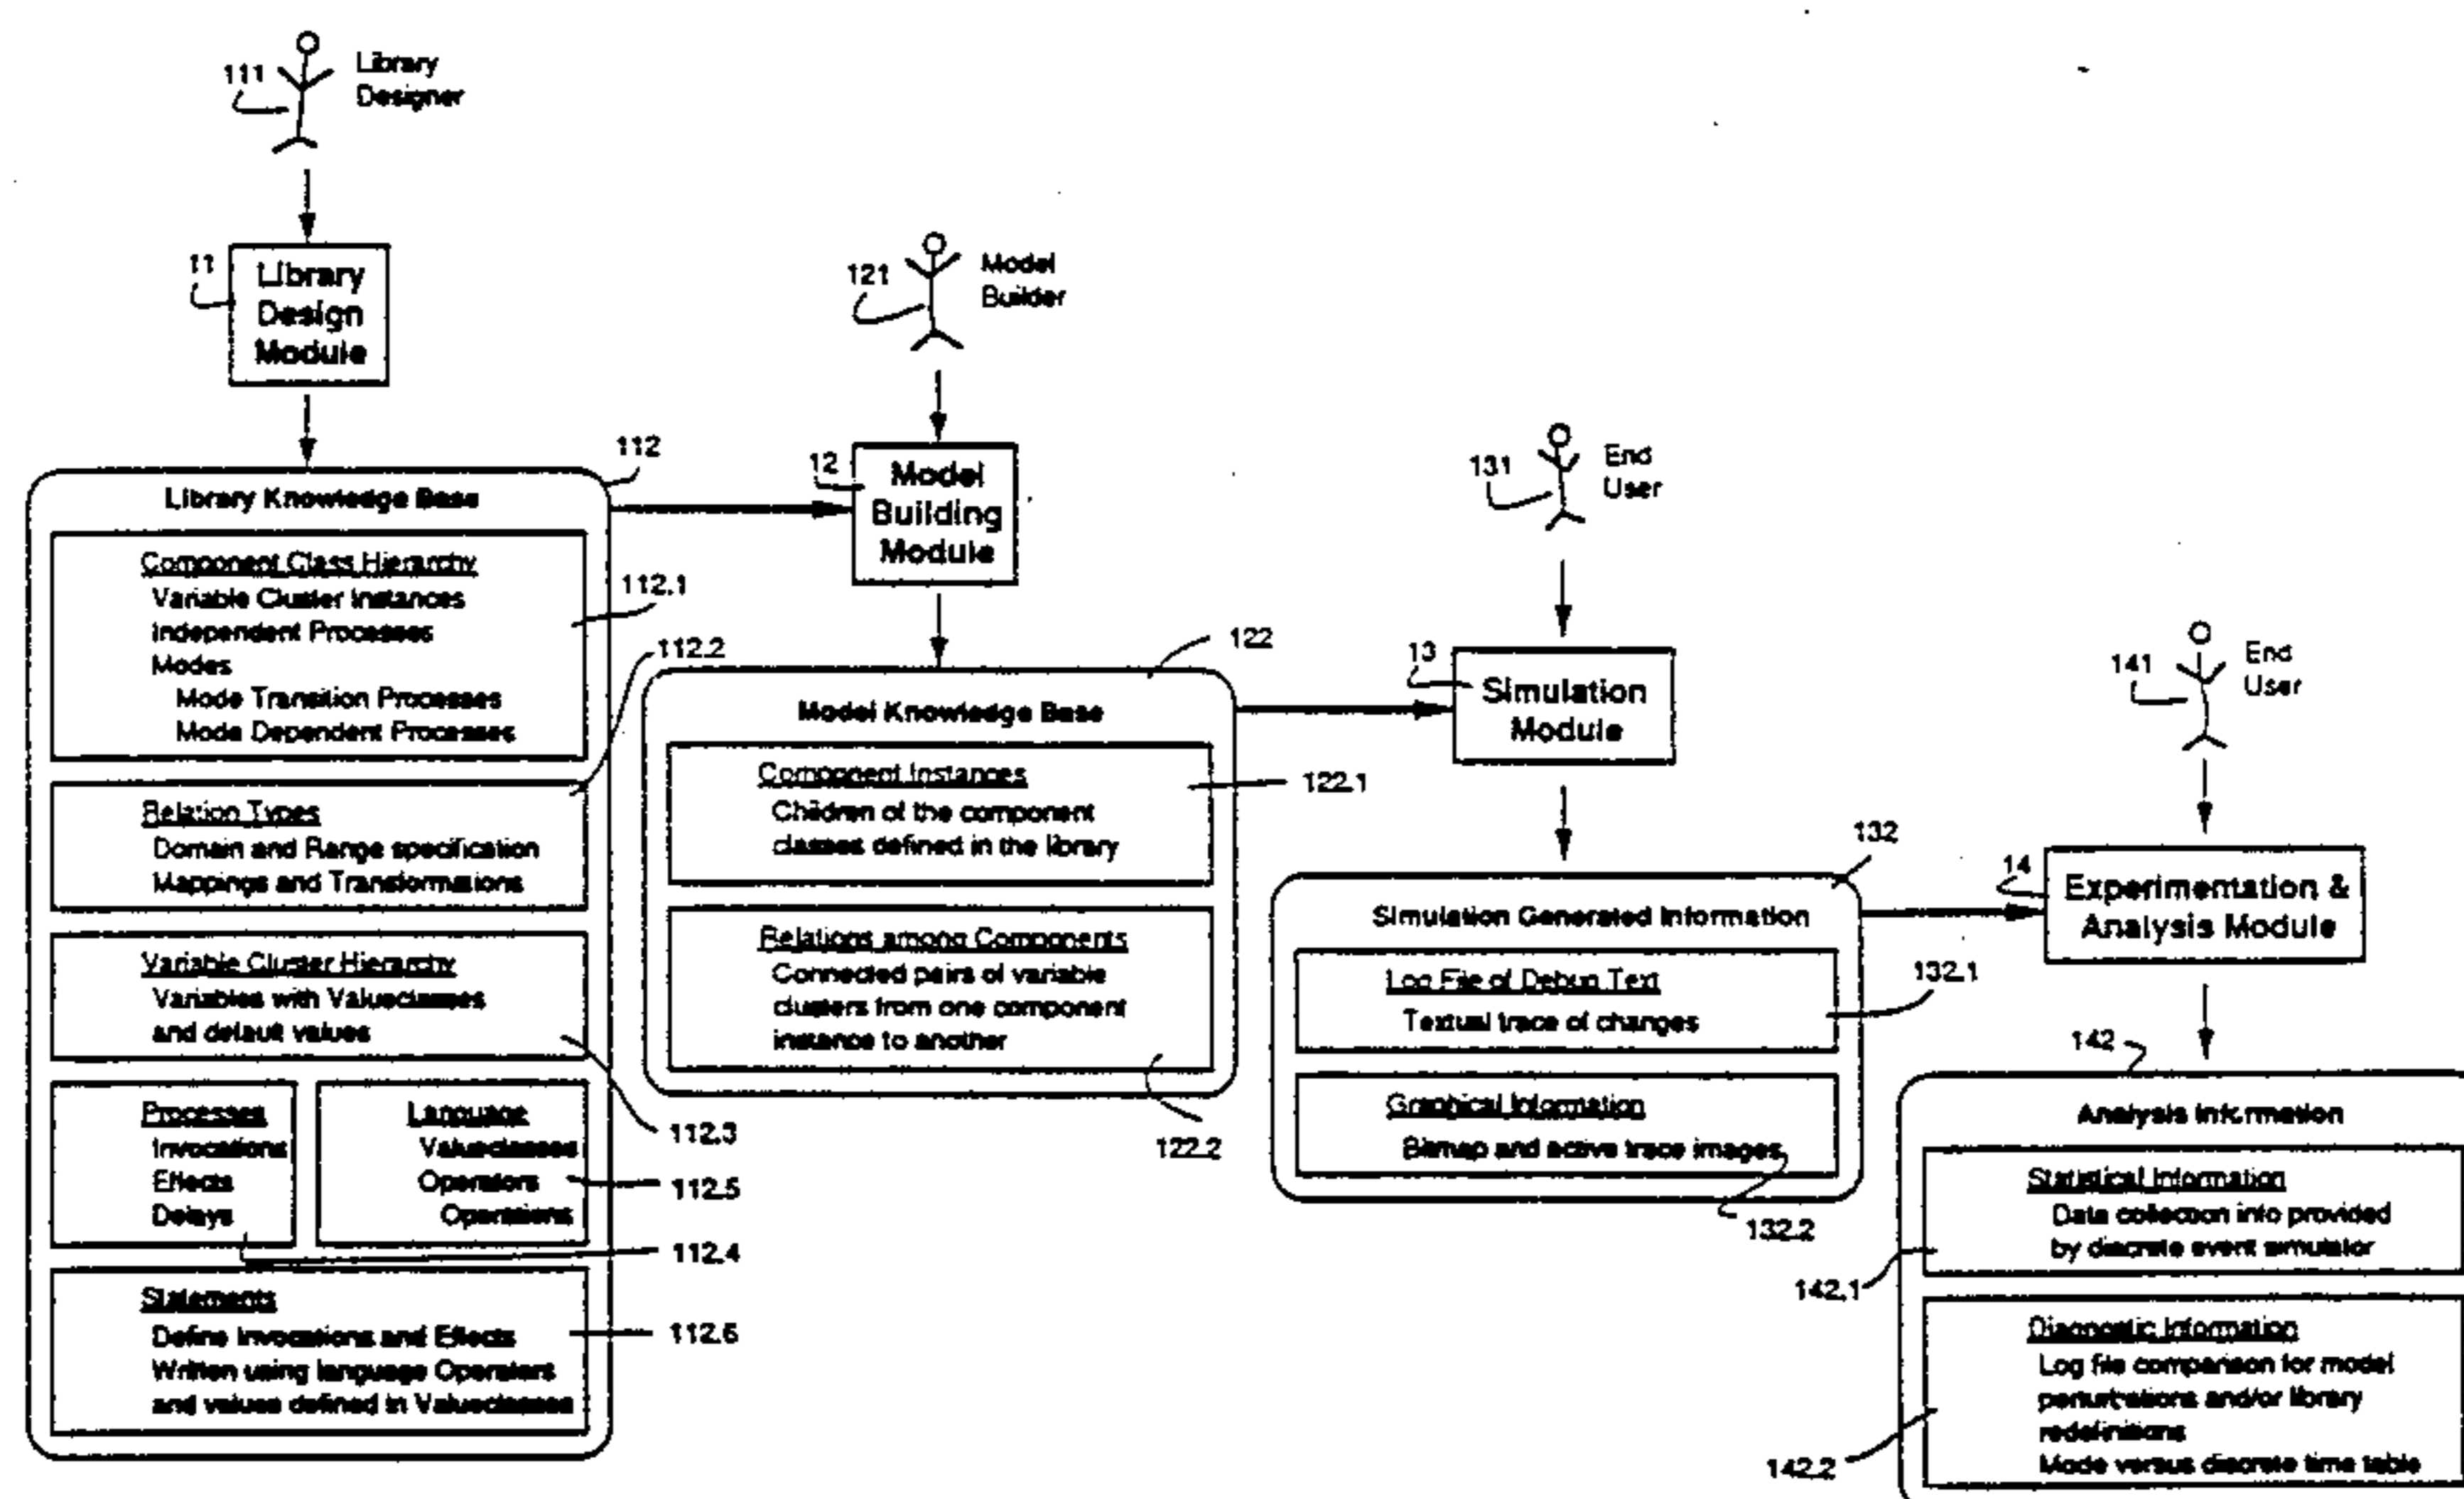 111
Library
Designer
11
Library
Design
Module
112
Library Knowledge Base
Component Class Hierarchy
Variable Cluster Instances
Independent Processes
Modes
Mode Transition Processes
Mode Dependent Processes
112.1
112.2
Relation Types
Domain and Range specification
Mappings and Transformations
Variable Cluster Hierarchy
Variables with Valueclasses
and default values
112.3
Processes
Invocations
Effects
Delays
112.4
Language
Valueclasses
Operators
Operations
112.5
Statements
Define Invocations and Effects
Written using language Operators
and values defined in Valueclasses
112.6
121
Model
Builder
12
Model
Building
Module
122
Model Knowledge Base
Component Instances
Children of the component
classes defined in the library
122.1
Relations among Components
Connected pairs of variable
clusters from one component
instance to another
122.2
131
End
User
13
Simulation
Module
132
Simulation Generated Information
Log File of Debug Text
Textual trace of changes
132.1
Graphical Information
Bitmap and active trace images
132.2
141
End
User
14
Experimentation &
Analysis Module
142
Analysis Information
Statistical Information
Data collection info provided
by discrete event simulator
142.1
Diagnostic Information
Log file comparison for model
perturbations and/or library
redefinitions
Mode versus discrete time table
142.2